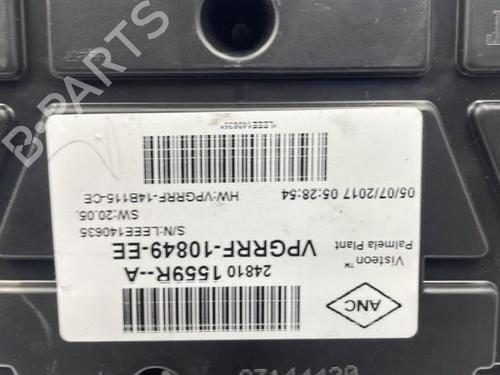 Visteon™
Palmela Plant
05/07/2017 05:28:54
ANC
24810 1559R--A
VPGRRF-10849-EE
S/N-LEEE140635
SW:20.05.
HW:VPGRRF-14B115-CE
B-PARTS